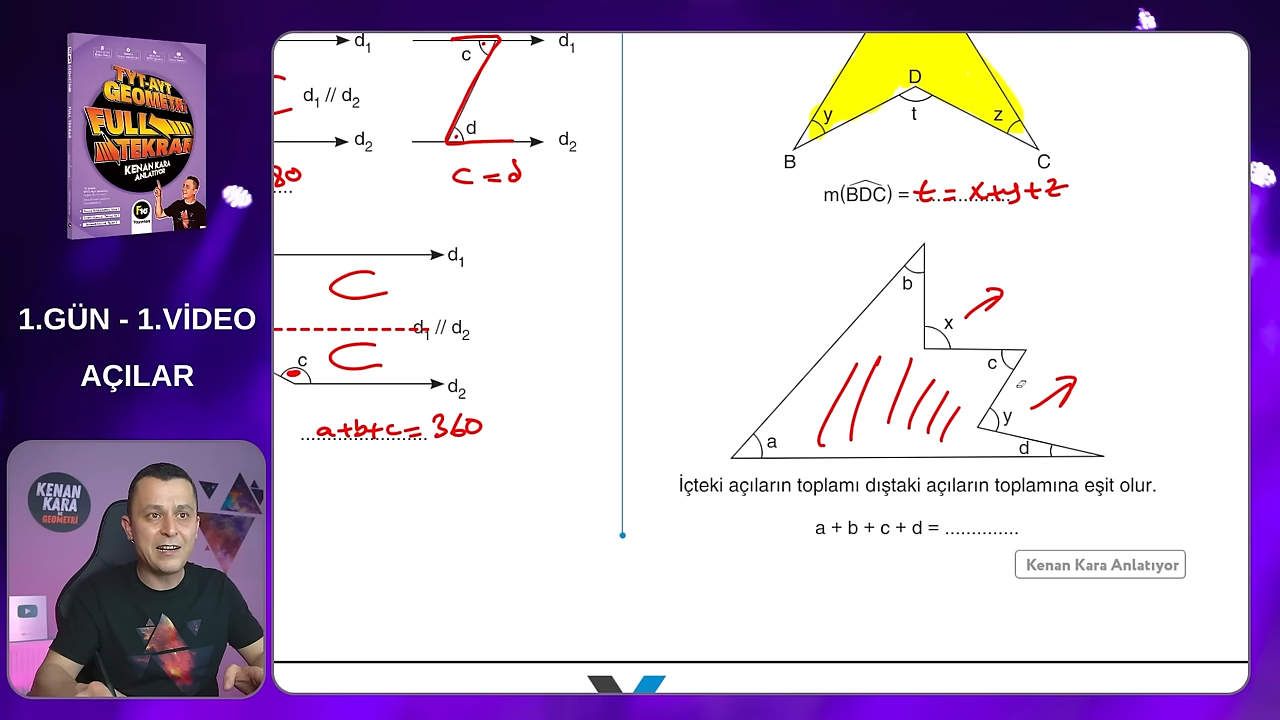 TYT-AYT
GEOMETRİ
FULL
TEKRAR
KENAN KARA
ANLATIYOR
1.GÜN - 1.VİDEO
AÇILAR
KENAN
KARA
GEOMETRİ
d1
c
d1
d1 // d2
d
d2
d2
80
c = d
d1
d1 // d2
c
d2
a+b+c= 360
D
y
t
z
B
C
m(BDC) = t = x+y+z
b
x
c
y
a
d
İçteki açıların toplamı dıştaki açıların toplamına eşit olur.
a + b + c + d = ..............
Kenan Kara Anlatıyor